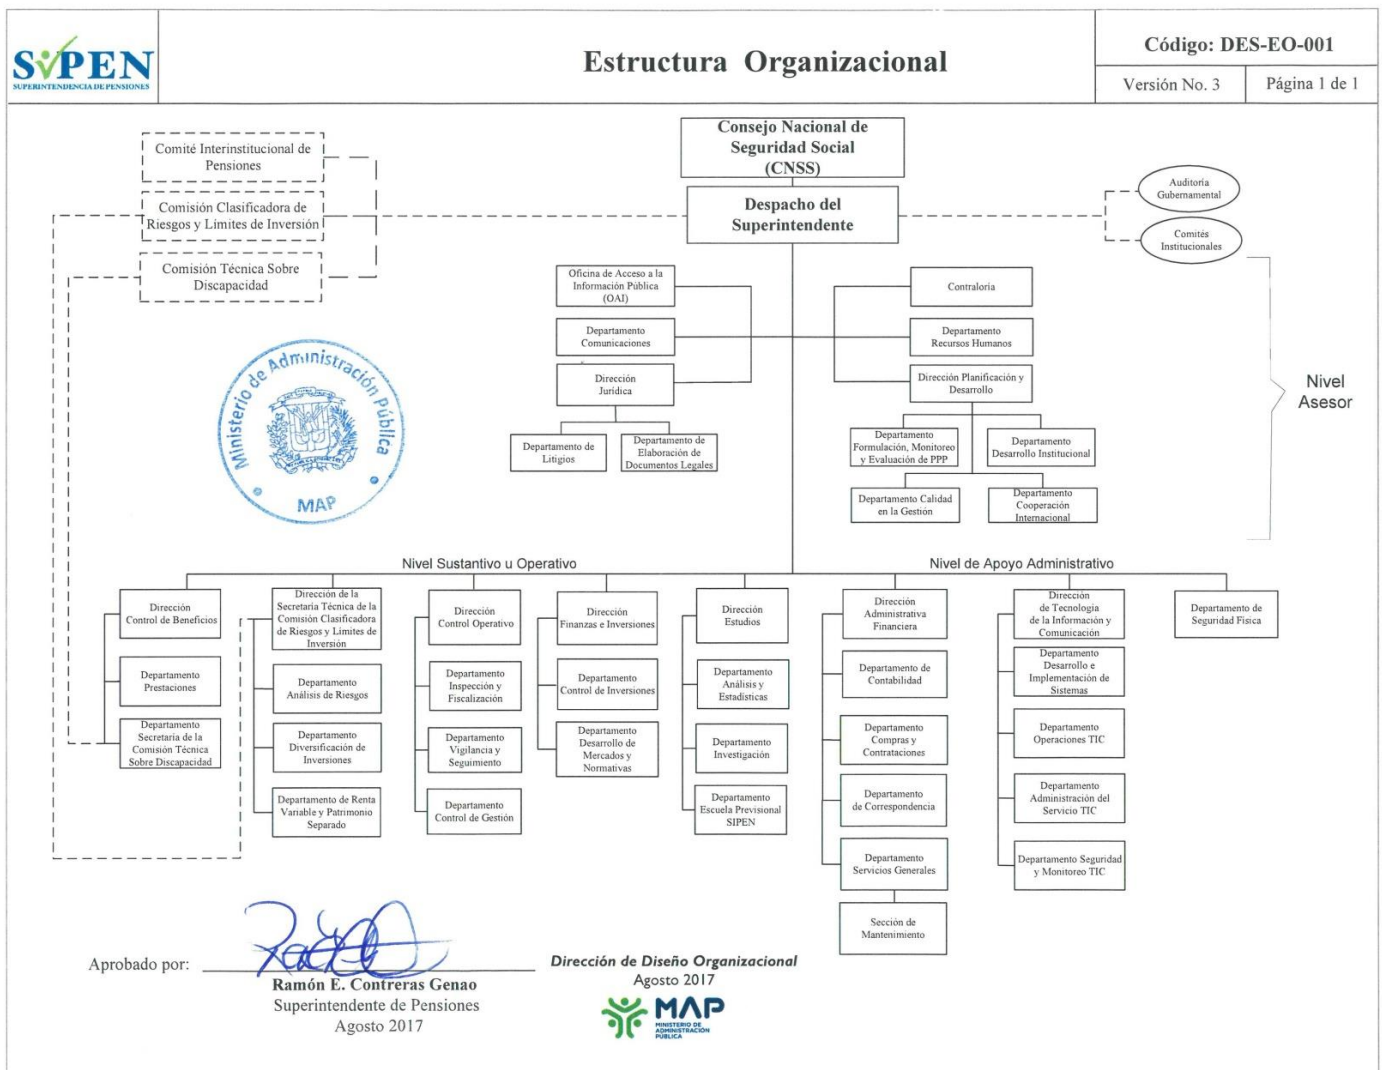 SIPEN
SUPERINTENDENCIA DE PENSIONES
Estructura Organizacional
Código: DES-EO-001
Versión No. 3
Página 1 de 1
Consejo Nacional de
Seguridad Social
(CNSS)
Despacho del
Superintendente
Comité Interinstitucional de
Pensiones
Comisión Clasificadora de
Riesgos y Límites de Inversión
Comisión Técnica Sobre
Discapacidad
Auditoría
Gubernamental
Comités
Institucionales
Oficina de Acceso a la
Información Pública
(OAI)
Departamento
Comunicaciones
Dirección
Jurídica
Departamento de
Litigios
Departamento de
Elaboración de
Documentos Legales
Contraloría
Departamento
Recursos Humanos
Dirección Planificación y
Desarrollo
Departamento
Formulación, Monitoreo
y Evaluación de PPP
Departamento
Desarrollo Institucional
Departamento Calidad
en la Gestión
Departamento
Cooperación
Internacional
Nivel
Asesor
Ministerio de Administración Pública
MAP
Nivel Sustantivo u Operativo
Nivel de Apoyo Administrativo
Dirección
Control de Beneficios
Departamento
Prestaciones
Departamento
Secretaría de la
Comisión Técnica
Sobre Discapacidad
Dirección de la
Secretaría Técnica de la
Comisión Clasificadora
de Riesgos y Límites de
Inversión
Departamento
Análisis de Riesgos
Departamento
Diversificación de
Inversiones
Departamento de Renta
Variable y Patrimonio
Separado
Dirección
Control Operativo
Departamento
Inspección y
Fiscalización
Departamento
Vigilancia y
Seguimiento
Departamento
Control de Gestión
Dirección
Finanzas e Inversiones
Departamento
Control de Inversiones
Departamento
Desarrollo de
Mercados y
Normativas
Dirección
Estudios
Departamento
Análisis y
Estadísticas
Departamento
Investigación
Departamento
Escuela Previsional
SIPEN
Dirección
Administrativa
Financiera
Departamento de
Contabilidad
Departamento
Compras y
Contrataciones
Departamento
de Correspondencia
Departamento
Servicios Generales
Sección de
Mantenimiento
Dirección
de Tecnología
de la Información y
Comunicación
Departamento
Desarrollo e
Implementación de
Sistemas
Departamento
Operaciones TIC
Departamento
Administración del
Servicio TIC
Departamento Seguridad
y Monitoreo TIC
Departamento de
Seguridad Física
Aprobado por:
Ramón E. Contreras Genao
Superintendente de Pensiones
Agosto 2017
Dirección de Diseño Organizacional
Agosto 2017
MAP
MINISTERIO DE
ADMINISTRACIÓN
PÚBLICA